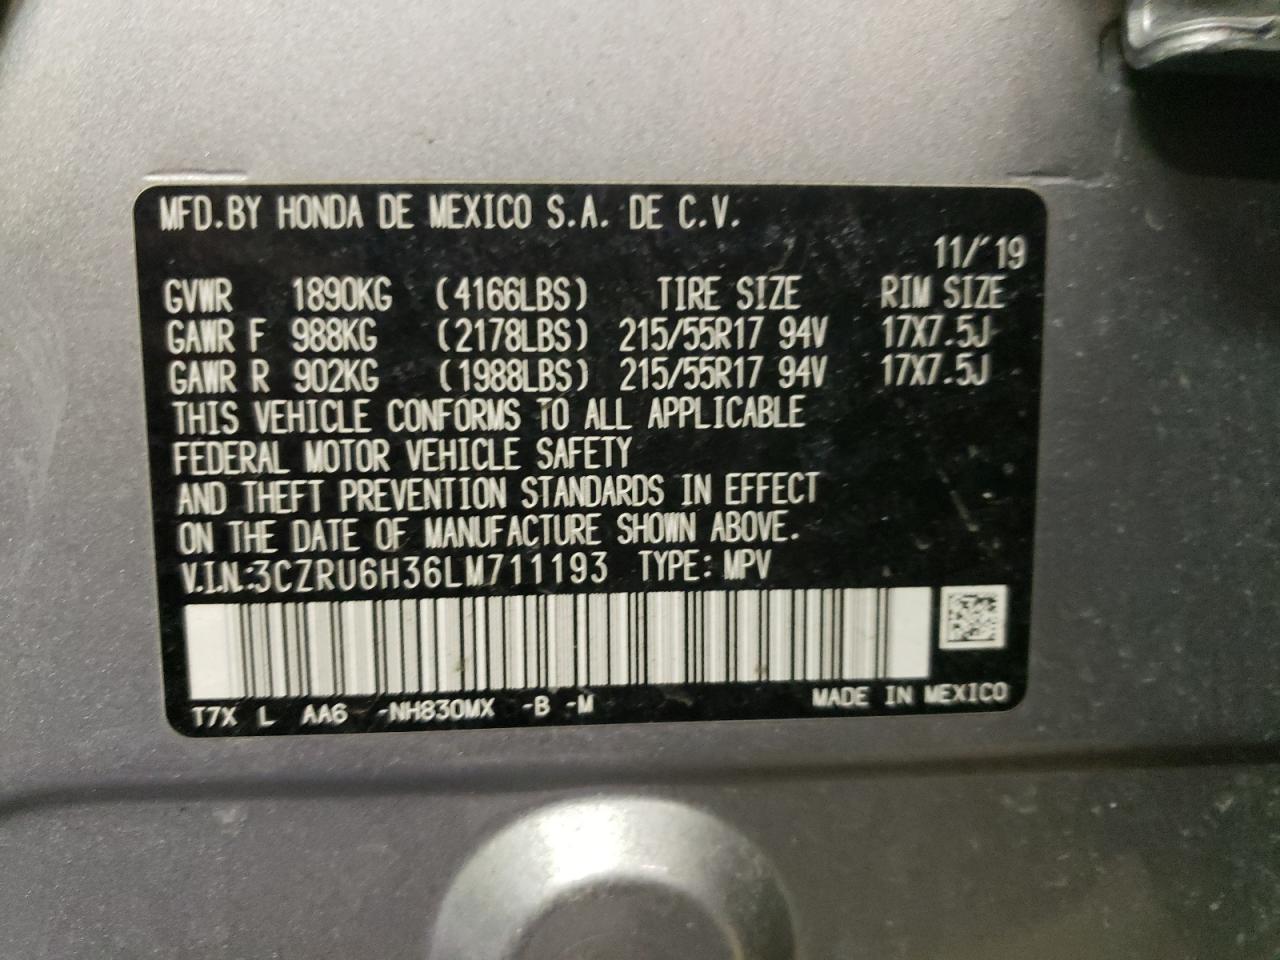 MFD.BY HONDA DE MEXICO S.A. DE C.V.
11/'19
GVWR 1890KG (4166LBS) TIRE SIZE RIM SIZE
GAWR F 988KG (2178LBS) 215/55R17 94V 17X7.5J
GAWR R 902KG (1988LBS) 215/55R17 94V 17X7.5J
THIS VEHICLE CONFORMS TO ALL APPLICABLE
FEDERAL MOTOR VEHICLE SAFETY
AND THEFT PREVENTION STANDARDS IN EFFECT
ON THE DATE OF MANUFACTURE SHOWN ABOVE.
V.I.N.:3CZRU6H36LM711193 TYPE: MPV
T7X L AA6 -NH830MX -B -M MADE IN MEXICO